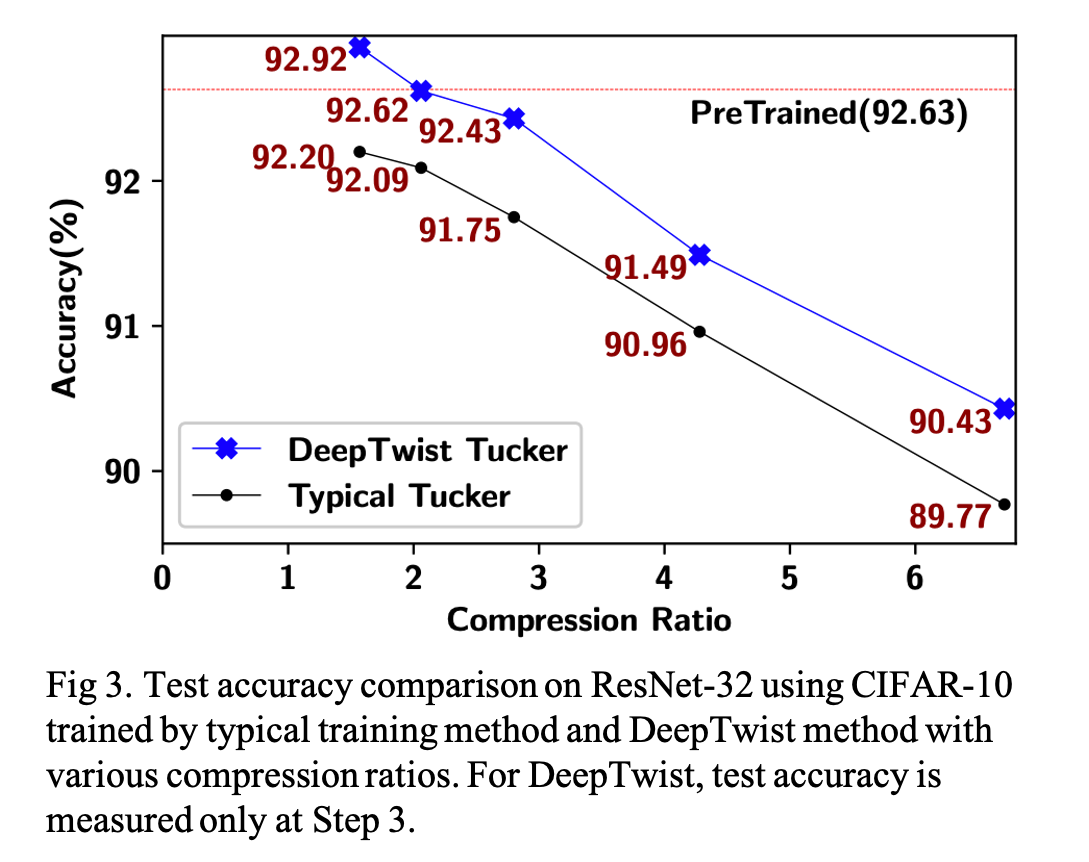 92.92
92.62
92.43
PreTrained(92.63)
92.20
92.09
91.75
91.49
90.96
90.43
89.77
Accuracy(%)
92
91
90
DeepTwist Tucker
Typical Tucker
0 1 2 3 4 5 6
Compression Ratio
Fig 3. Test accuracy comparison on ResNet-32 using CIFAR-10
trained by typical training method and DeepTwist method with
various compression ratios. For DeepTwist, test accuracy is
measured only at Step 3.